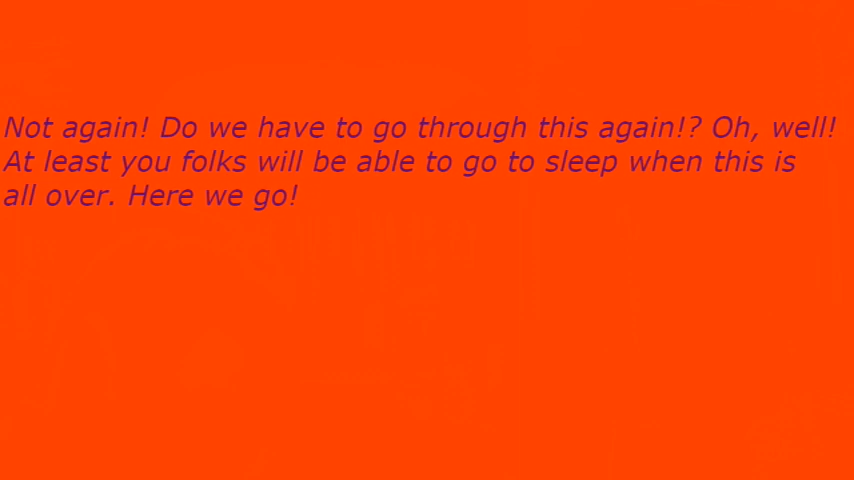 Not again! Do we have to go through this again!? Oh, well!
At least you folks will be able to go to sleep when this is
all over. Here we go!